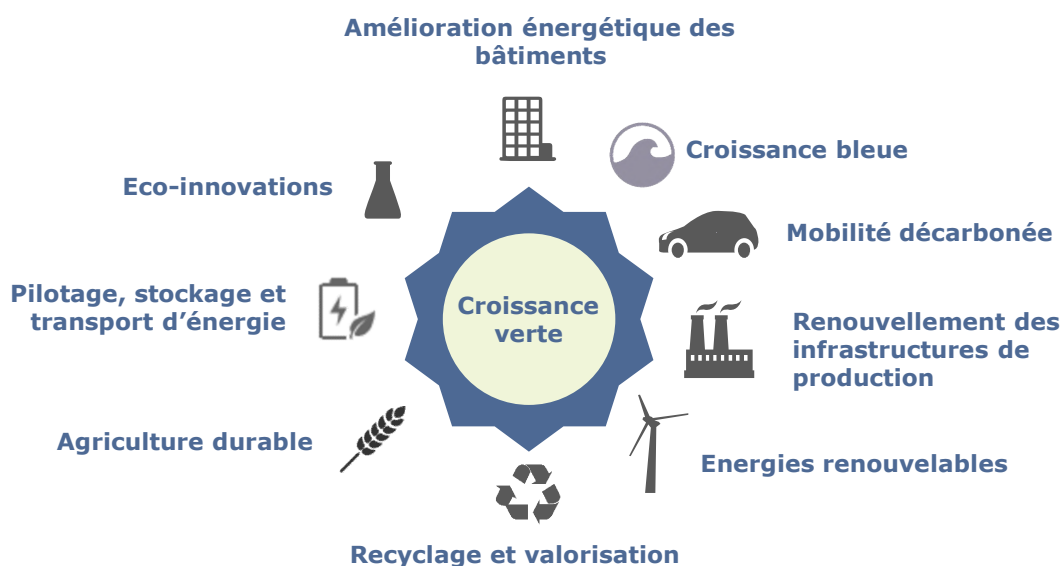 Amélioration énergétique des
bâtiments
Croissance bleue
Eco-innovations
Mobilité décarbonée
Pilotage, stockage et
transport d’énergie
Croissance
verte
Renouvellement des
infrastructures de
production
Agriculture durable
Energies renouvelables
Recyclage et valorisation